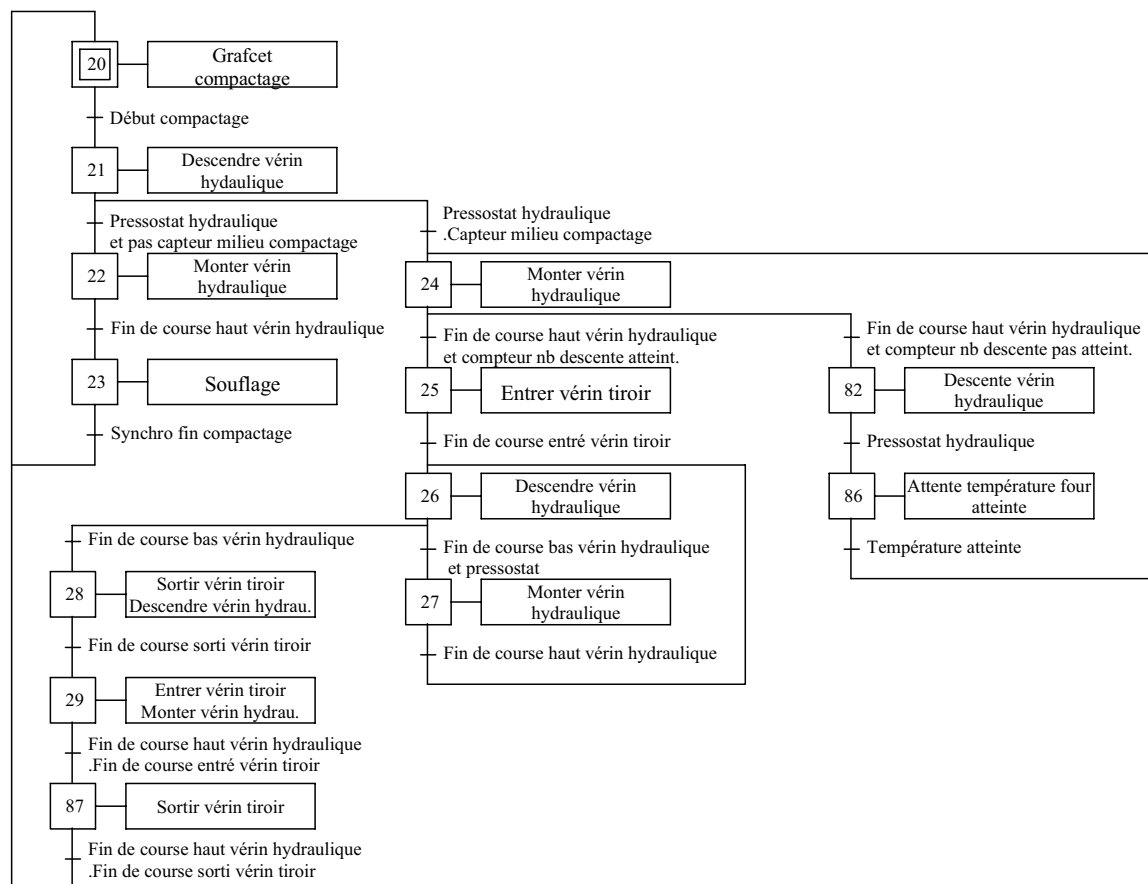 20
Grafcet
compactage
Début compactage
21
Descendre vérin
hydaulique
Pressostat hydraulique
et pas capteur milieu compactage
Pressostat hydraulique
.Capteur milieu compactage
22
Monter vérin
hydraulique
24
Monter vérin
hydraulique
Fin de course haut vérin hydraulique
Fin de course haut vérin hydraulique
et compteur nb descente atteint.
Fin de course haut vérin hydraulique
et compteur nb descente pas atteint.
23
Souflage
25
Entrer vérin tiroir
82
Descente vérin
hydraulique
Synchro fin compactage
Fin de course entré vérin tiroir
Pressostat hydraulique
26
Descendre vérin
hydraulique
86
Attente température four
atteinte
Fin de course bas vérin hydraulique
Fin de course bas vérin hydraulique
et pressostat
Température atteinte
28
Sortir vérin tiroir
Descendre vérin hydrau.
27
Monter vérin
hydraulique
Fin de course sorti vérin tiroir
Fin de course haut vérin hydraulique
29
Entrer vérin tiroir
Monter vérin hydrau.
Fin de course haut vérin hydraulique
.Fin de course entré vérin tiroir
87
Sortir vérin tiroir
Fin de course haut vérin hydraulique
.Fin de course sorti vérin tiroir